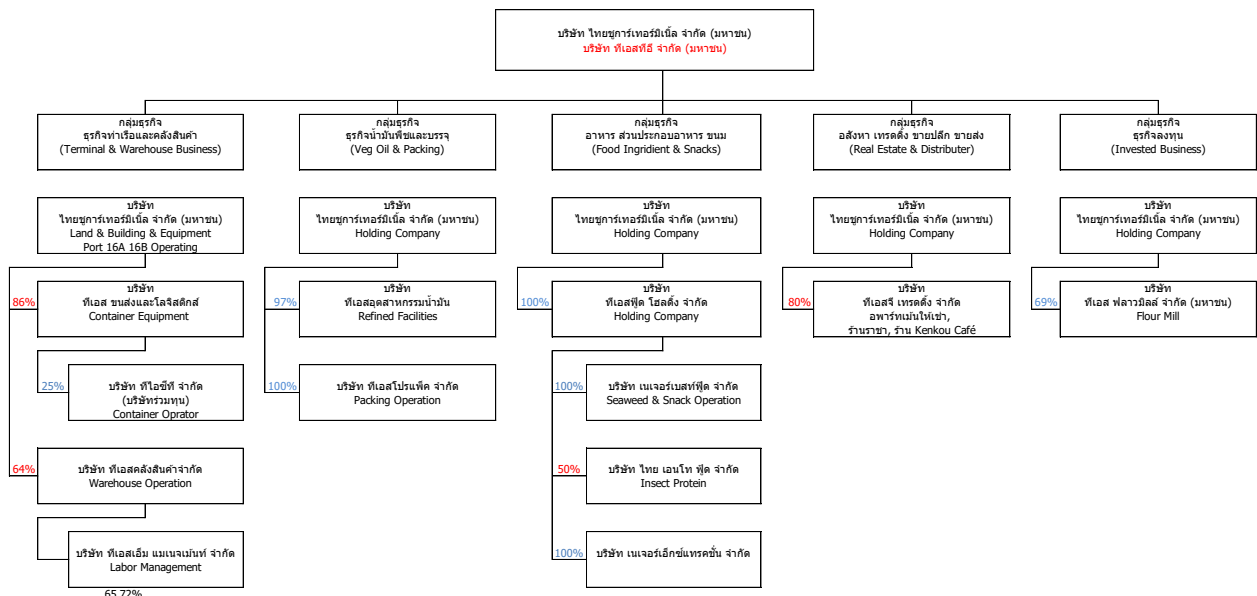 บริษัท ไทยชูการ์เทอร์มิเนิ้ล จำกัด (มหาชน)
บริษัท ทีเอสทีอี จำกัด (มหาชน)
กลุ่มธุรกิจ
ธุรกิจท่าเรือและคลังสินค้า
(Terminal & Warehouse Business)
กลุ่มธุรกิจ
ธุรกิจน้ำมันพืชและบรรจุ
(Veg Oil & Packing)
กลุ่มธุรกิจ
อาหาร ส่วนประกอบอาหาร ขนม
(Food Ingridient & Snacks)
กลุ่มธุรกิจ
อสังหา เทรดดิ้ง ขายปลีก ขายส่ง
(Real Estate & Distributer)
กลุ่มธุรกิจ
ธุรกิจลงทุน
(Invested Business)
บริษัท
ไทยชูการ์เทอร์มิเนิ้ล จำกัด (มหาชน)
Land & Building & Equipment
Port 16A 16B Operating
บริษัท
ไทยชูการ์เทอร์มิเนิ้ล จำกัด (มหาชน)
Holding Company
บริษัท
ไทยชูการ์เทอร์มิเนิ้ล จำกัด (มหาชน)
Holding Company
บริษัท
ไทยชูการ์เทอร์มิเนิ้ล จำกัด (มหาชน)
Holding Company
บริษัท
ไทยชูการ์เทอร์มิเนิ้ล จำกัด (มหาชน)
Holding Company
86%
บริษัท
ทีเอส ขนส่งและโลจิสติกส์
Container Equipment
97%
บริษัท
ทีเอสอุตสาหกรรมน้ำมัน
Refined Facilities
100%
บริษัท
ทีเอสฟู้ด โฮลดิ้ง จำกัด
Holding Company
80%
บริษัท
ทีเอสจี เทรดดิ้ง จำกัด
อพาร์ทเม้นให้เช่า,
ร้านราชา, ร้าน Kenkou Café
69%
บริษัท
ทีเอส ฟลาวมิลล์ จำกัด (มหาชน)
Flour Mill
25%
บริษัท ทีไอซีที จำกัด
(บริษัทร่วมทุน)
Container Oprator
100%
บริษัท ทีเอสโปรแพ็ค จำกัด
Packing Operation
100%
บริษัท เนเจอร์เบสท์ฟู้ด จำกัด
Seaweed & Snack Operation
64%
บริษัท ทีเอสคลังสินค้าจำกัด
Warehouse Operation
50%
บริษัท ไทย เอนโท ฟู้ด จำกัด
Insect Protein
บริษัท ทีเอสเอ็ม แมเนจเม้นท์ จำกัด
Labor Management
100%
บริษัท เนเจอร์เอ็กซ์แทรคชั่น จำกัด
65.72%